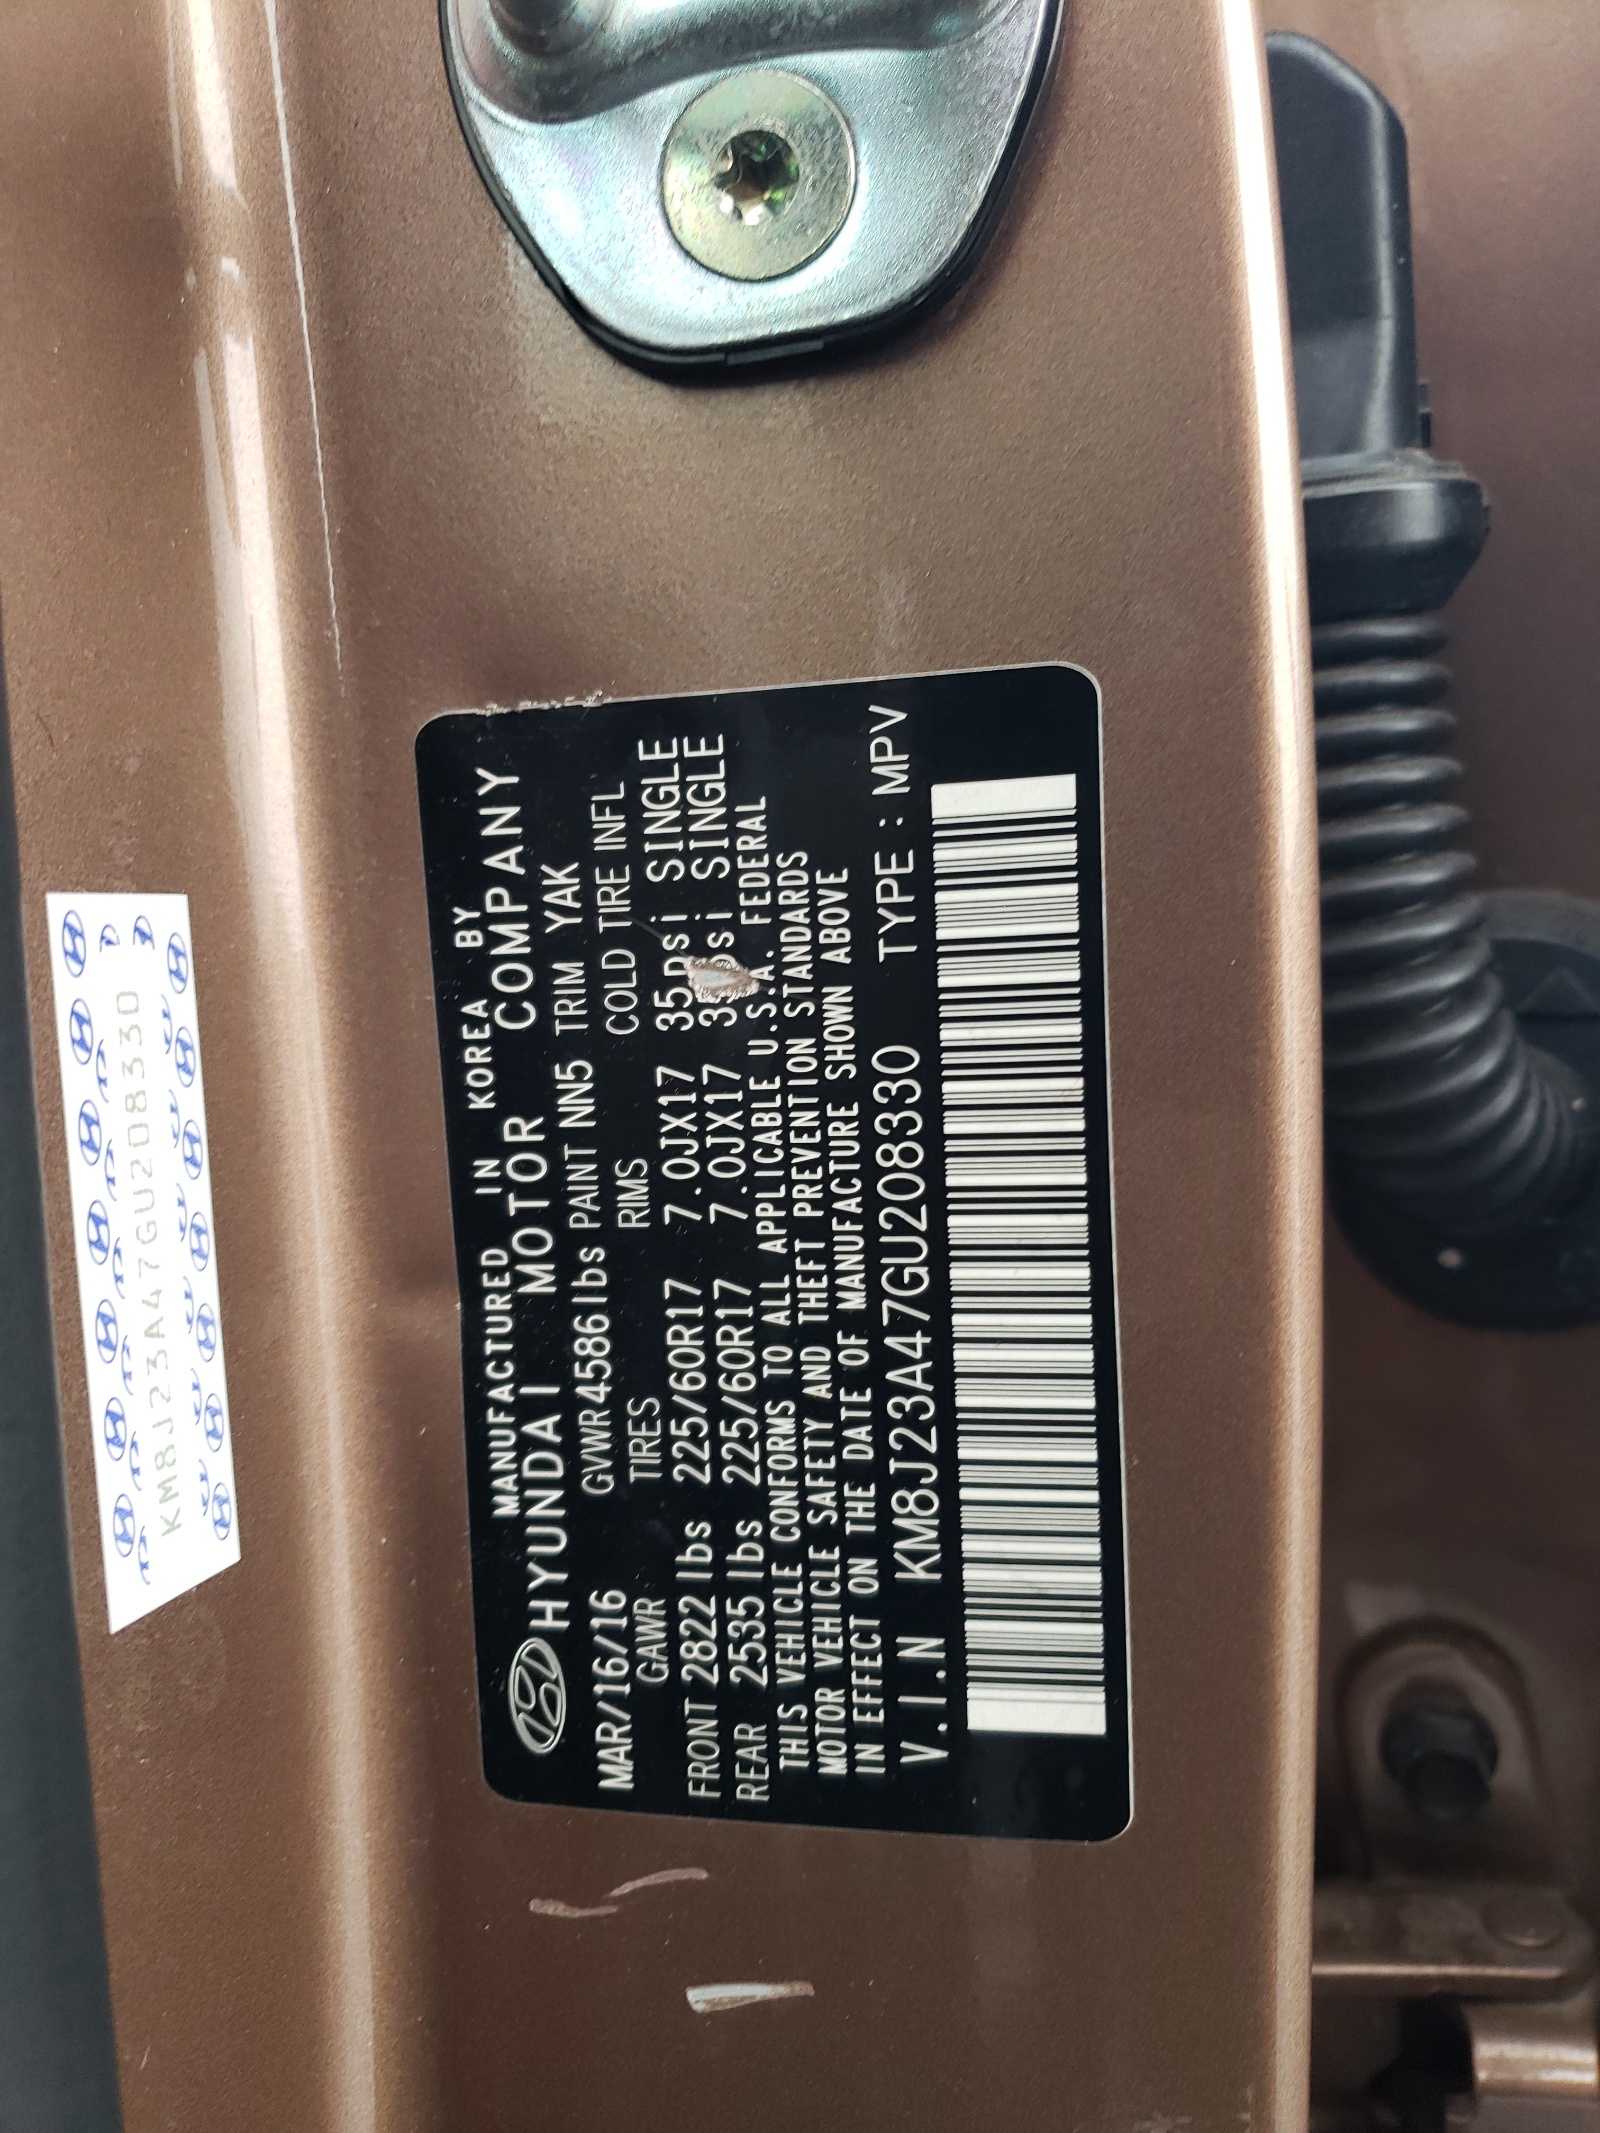 KM8J23A47GU208330
MANUFACTURED IN KOREA BY
HYUNDAI MOTOR COMPANY
MAR/16/16 GVWR4586lbs PAINT NN5 TRIM YAK
GAWR TIRES RIMS COLD TIRE INFL
FRONT 2822 lbs 225/60R17 7.0JX17 35psi SINGLE
REAR 2535 lbs 225/60R17 7.0JX17 35psi SINGLE
THIS VEHICLE CONFORMS TO ALL APPLICABLE U.S.A. FEDERAL
MOTOR VEHICLE SAFETY AND THEFT PREVENTION STANDARDS
IN EFFECT ON THE DATE OF MANUFACTURE SHOWN ABOVE
V.I.N KM8J23A47GU208330 TYPE : MPV